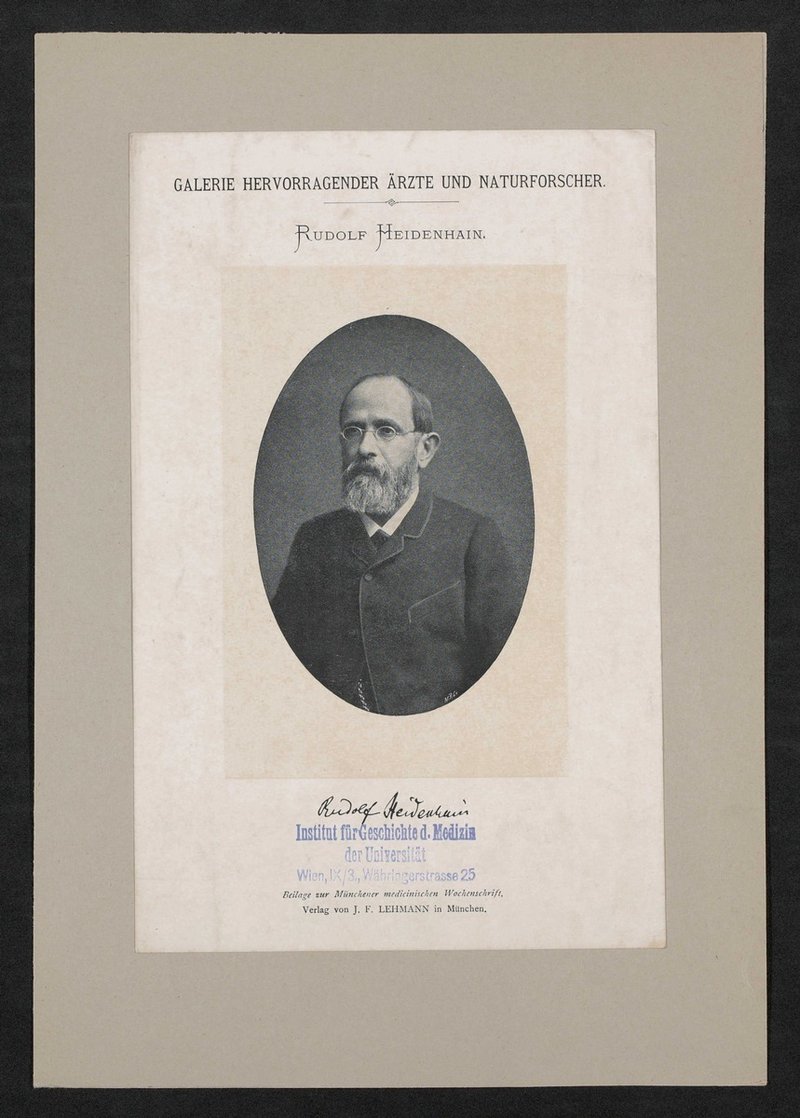 GALERIE HERVORRAGENDER ÄRZTE UND NATURFORSCHER.
RUDOLF HEIDENHAIN.
Rudolf Heidenhain
Institut für Geschichte d. Medizin
der Universität
Wien, IX/3., Währingerstrasse 25
Beilage zur Münchener medicinischen Wochenschrift.
Verlag von J. F. LEHMANN in München.